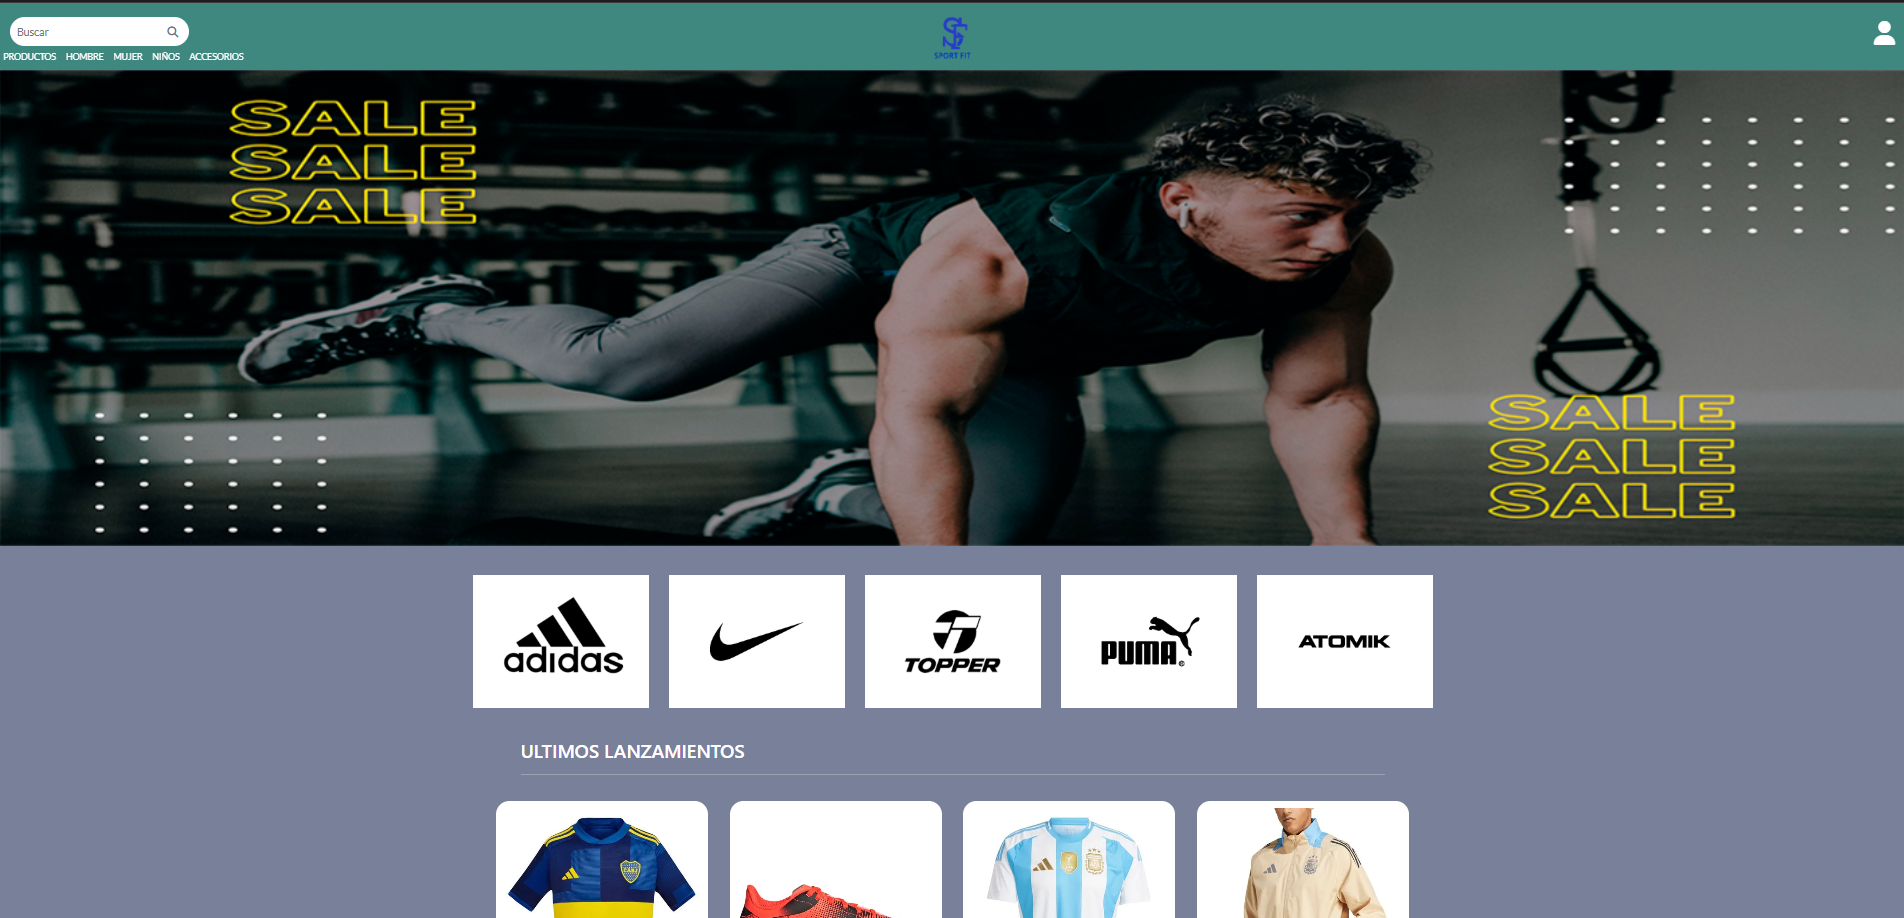 Buscar
PRODUCTOS HOMBRE MUJER NIÑOS ACCESORIOS
SPORT FIT
SALE
SALE
SALE
SALE
SALE
SALE
adidas
TOPPER
PUMA®
ATOMIK
ULTIMOS LANZAMIENTOS